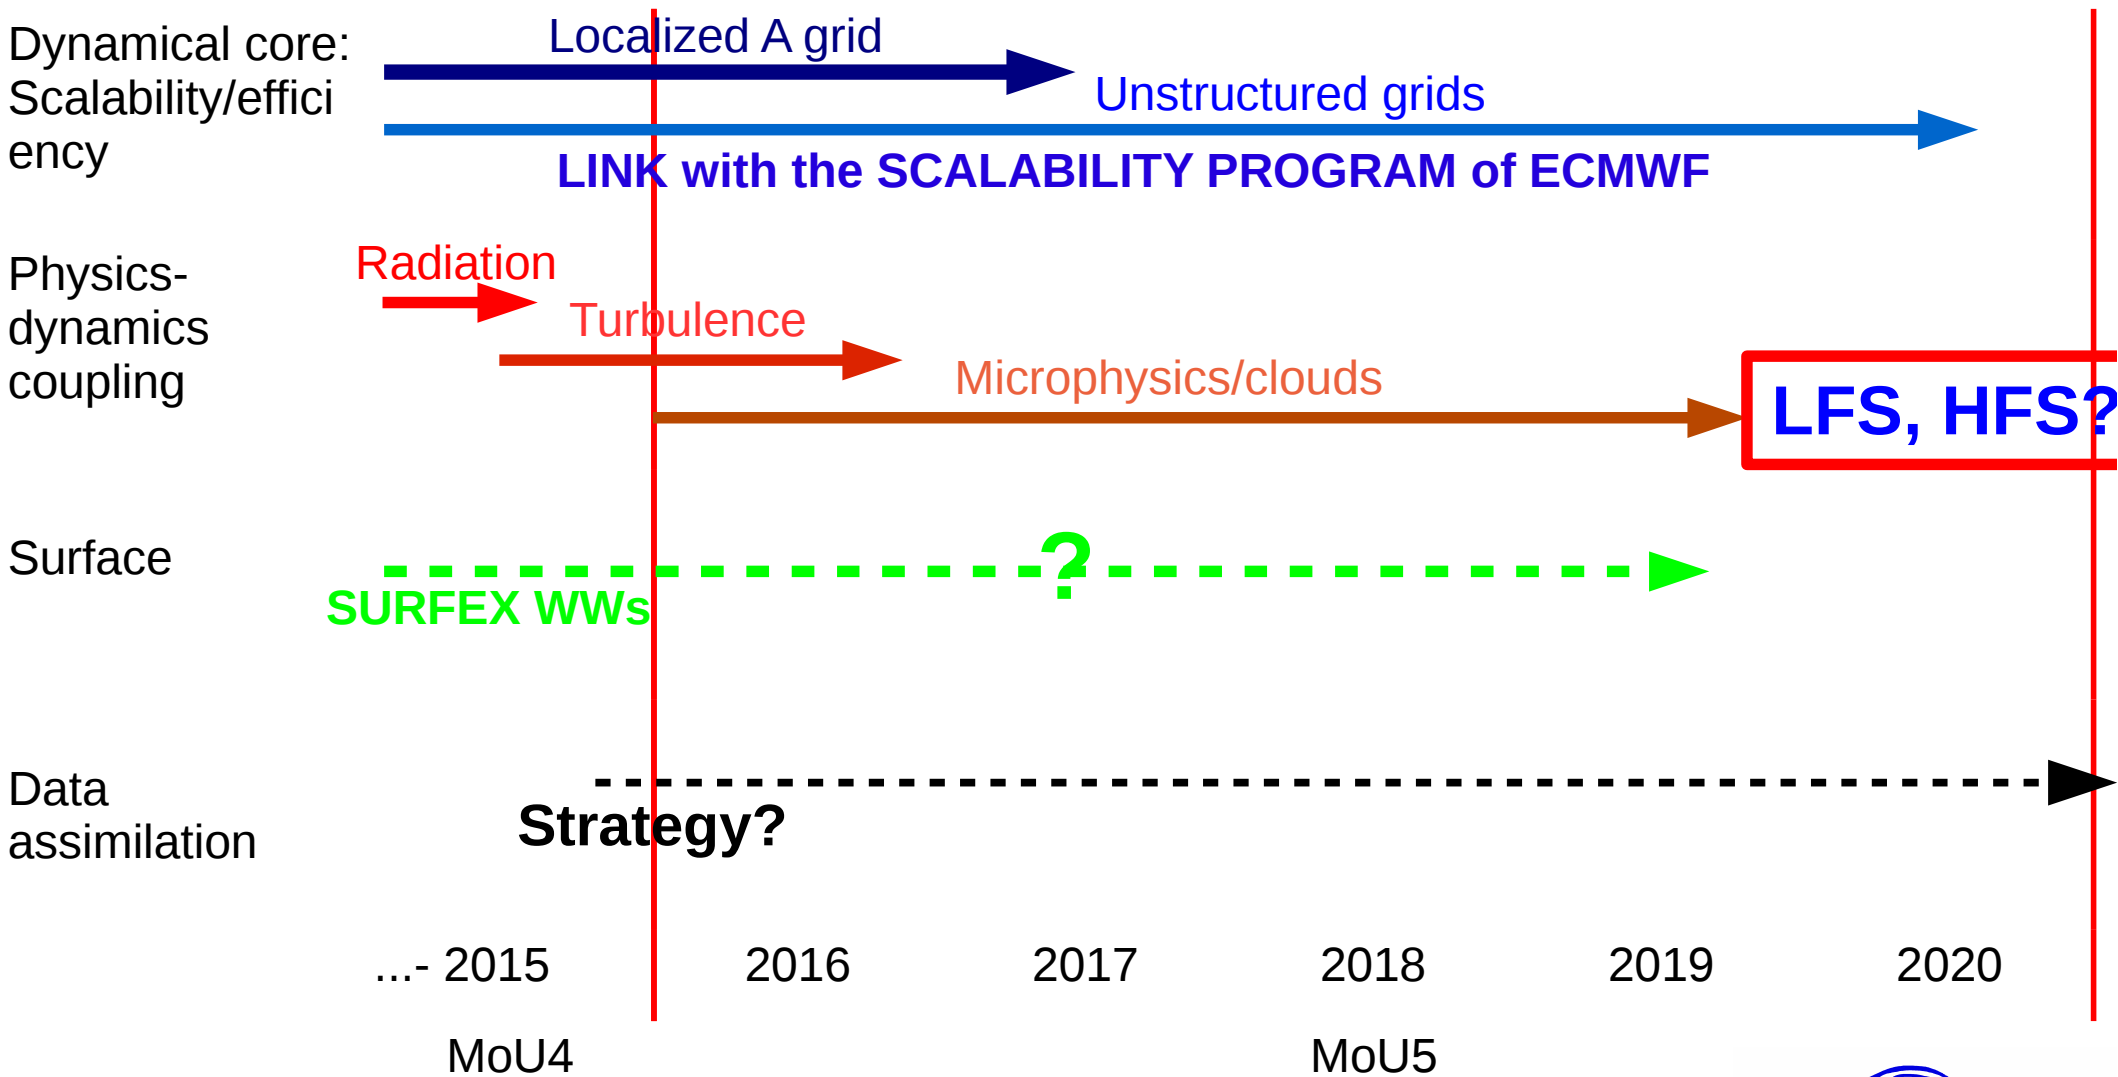 Dynamical core:
Scalability/effici
ency
Localized A grid
Unstructured grids
LINK with the SCALABILITY PROGRAM of ECMWF
Physics-
dynamics
coupling
Radiation
Turbulence
Microphysics/clouds
LFS, HFS?
Surface
?
SURFEX WWs
Data
assimilation
Strategy?
...- 2015 2016 2017 2018 2019 2020
MoU4 MoU5